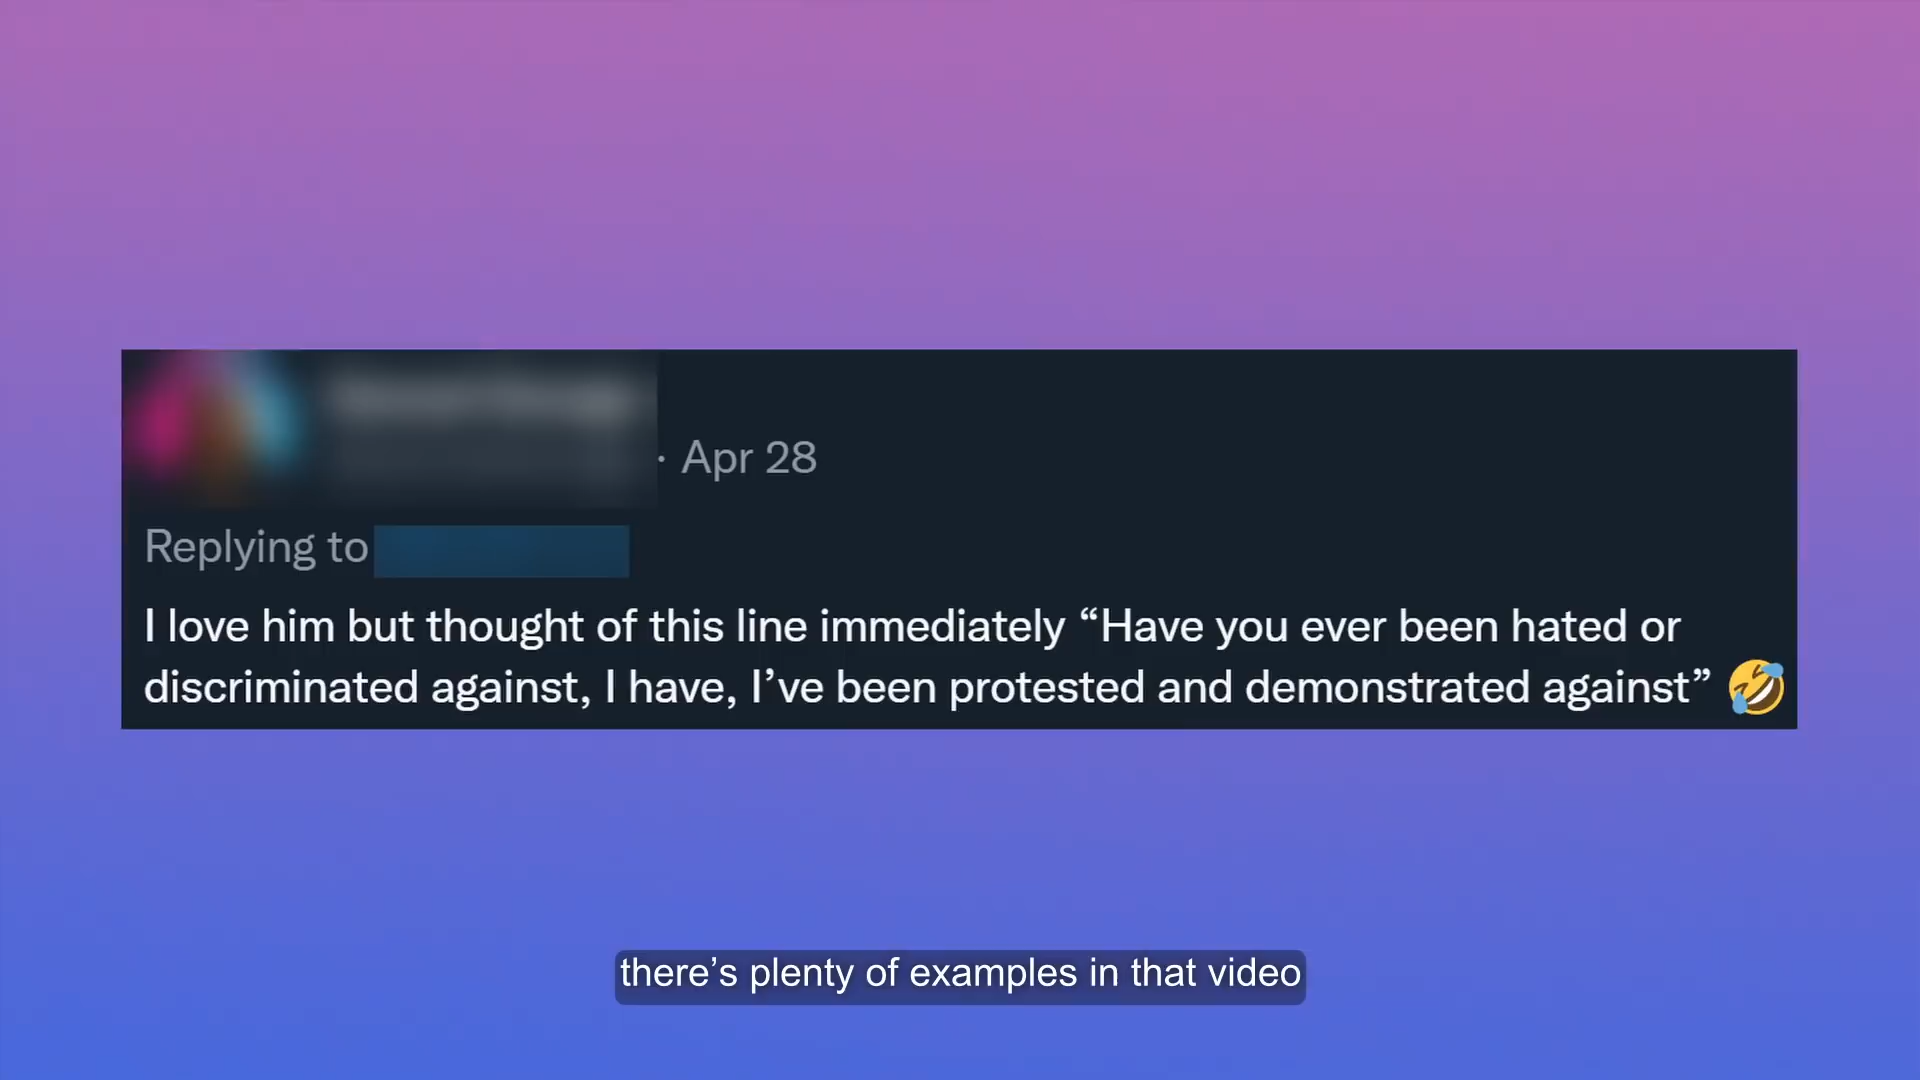 · Apr 28
Replying to
I love him but thought of this line immediately “Have you ever been hated or
discriminated against, I have, I’ve been protested and demonstrated against” 🤣
there’s plenty of examples in that video